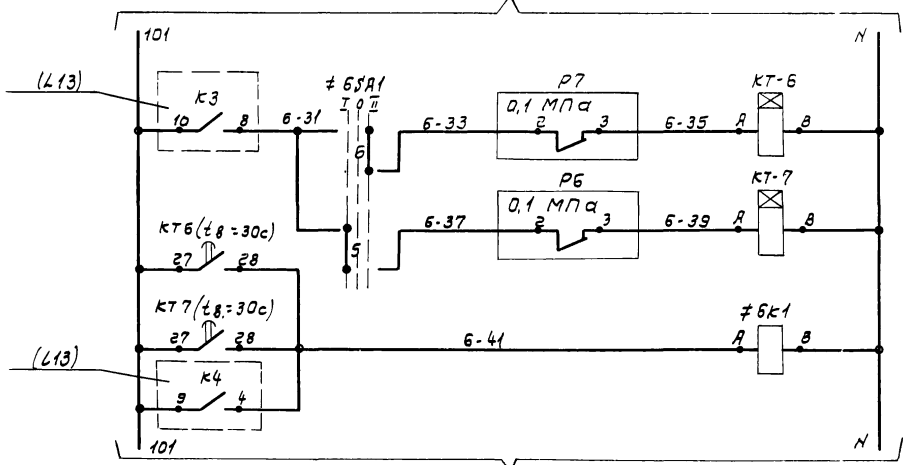 101 N
(L13)
K3
≠6SA1
I O II
P7
0,1 МПа
KT-6
10 8 6-31
6
6-33
2 3
6-35
A B
P6
0,1 МПа
KT-7
5
6-37
2 3
6-39
A B
KT6 (tв =30c)
27 28
KT7 (tв =30c)
27 28
≠6K1
6-41
A B
(L13)
K4
9 4
101 N